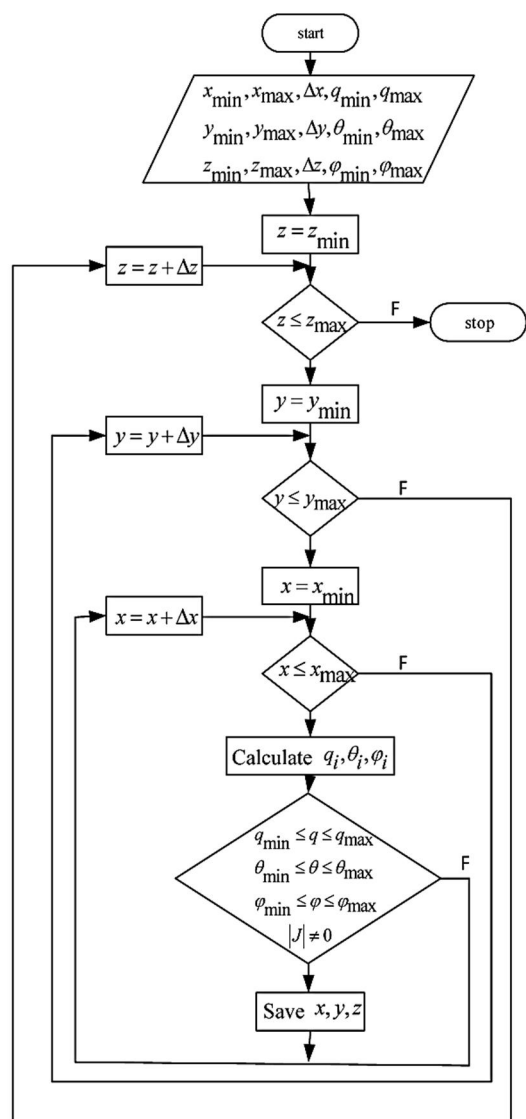 start
x_min, x_max, Δx, q_min, q_max
y_min, y_max, Δy, θ_min, θ_max
z_min, z_max, Δz, φ_min, φ_max
z = z_min
z = z + Δz
z ≤ z_max
F
stop
y = y_min
y = y + Δy
y ≤ y_max
F
x = x_min
x = x + Δx
x ≤ x_max
F
Calculate q_i, θ_i, φ_i
q_min ≤ q ≤ q_max
θ_min ≤ θ ≤ θ_max
φ_min ≤ φ ≤ φ_max
|J| ≠ 0
F
Save x, y, z